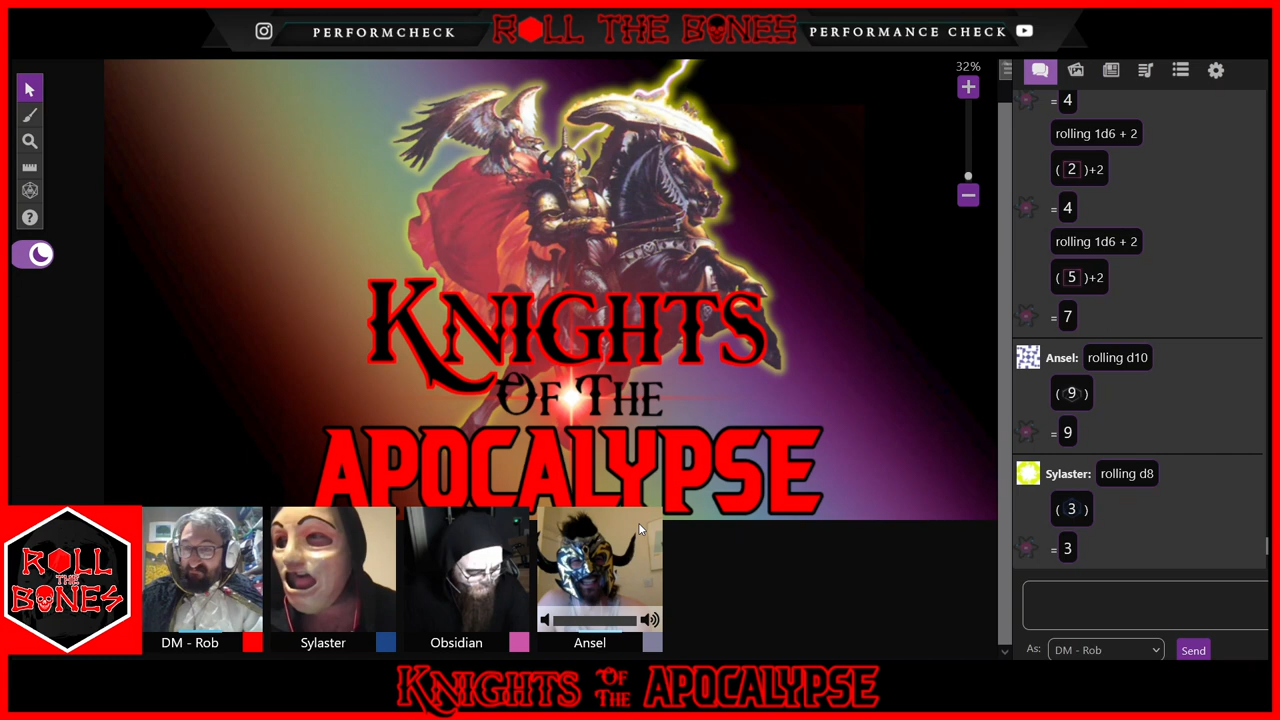 PERFORMCHECK
ROLL THE BONES
PERFORMANCE CHECK
32%
= 4
rolling 1d6 + 2
( 2 )+2
= 4
rolling 1d6 + 2
( 5 )+2
= 7
Ansel: rolling d10
( 9 )
= 9
Sylaster: rolling d8
( 3 )
= 3
KNIGHTS
OF THE
APOCALYPSE
ROLL
THE
BONES
DM - Rob
Sylaster
Obsidian
Ansel
As: DM - Rob
Send
KNIGHTS OF THE APOCALYPSE